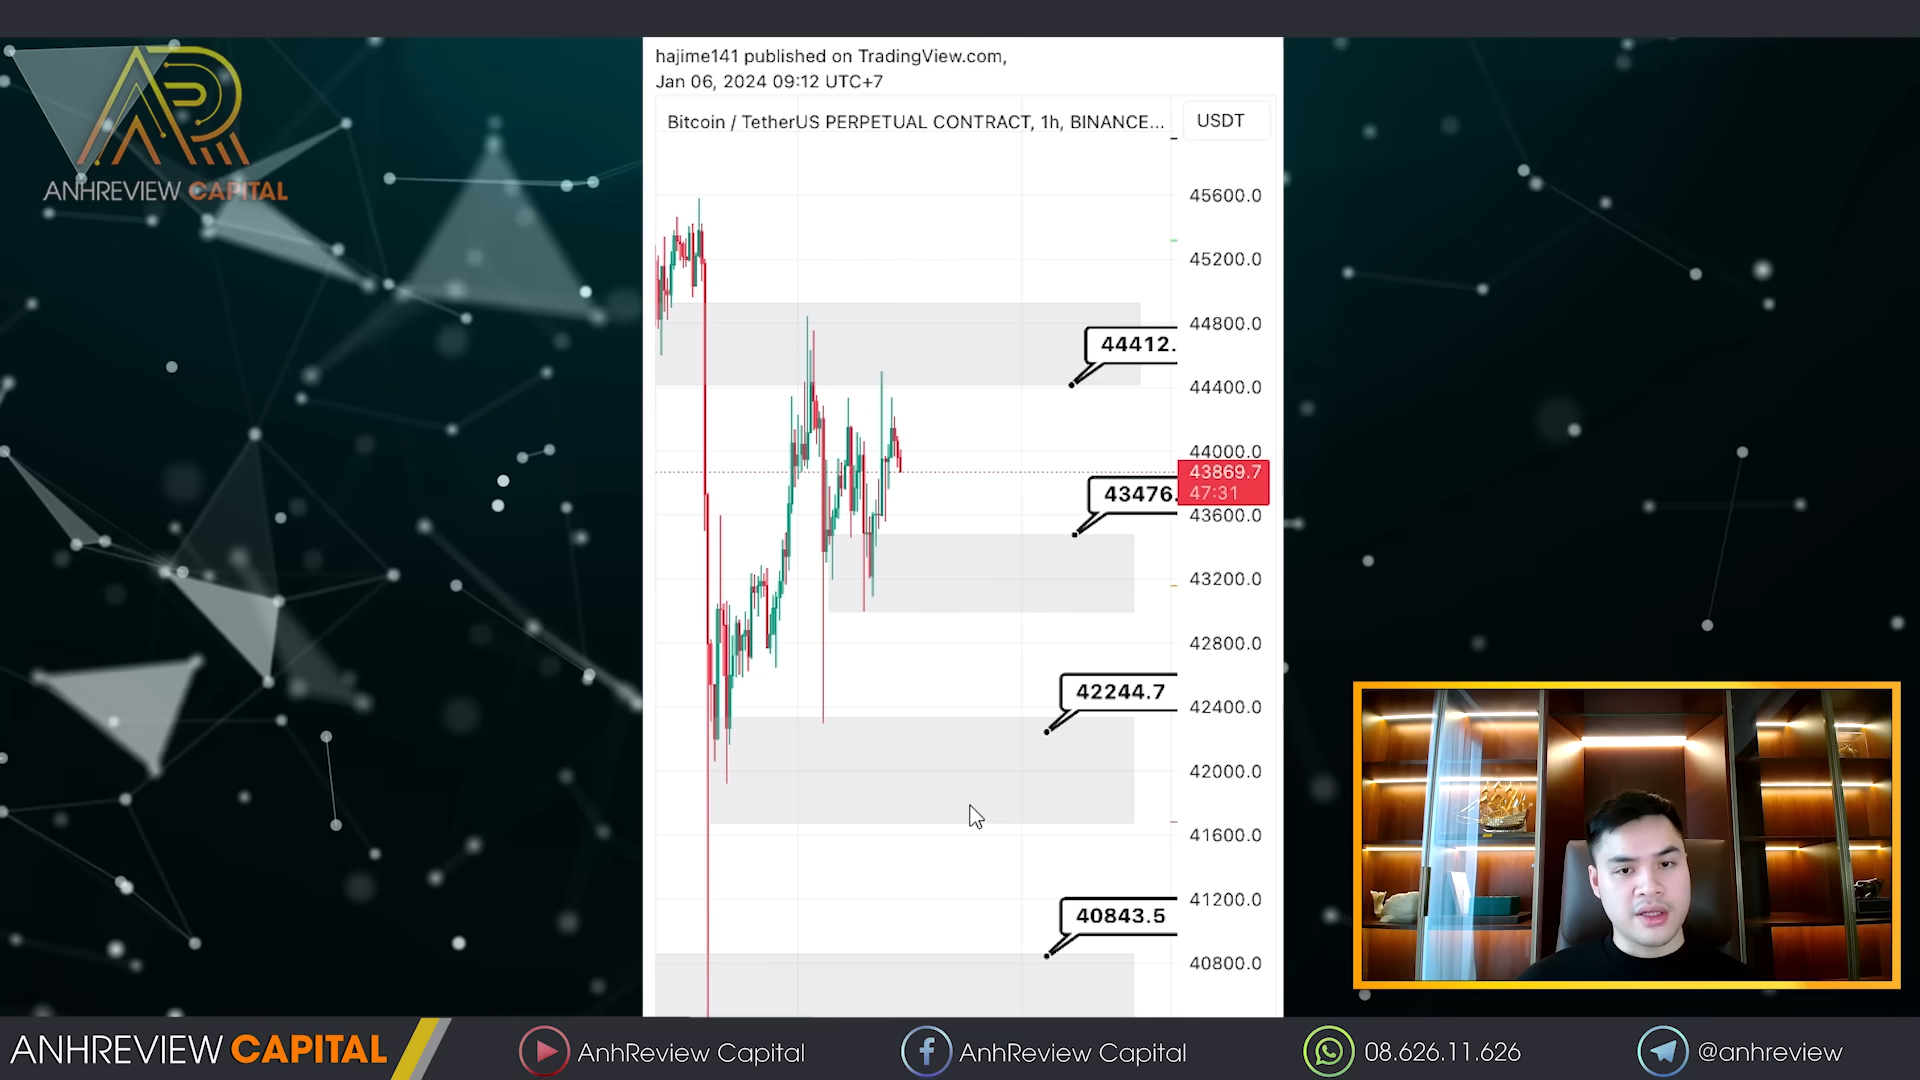 ANHREVIEW CAPITAL
hajime141 published on TradingView.com,
Jan 06, 2024 09:12 UTC+7
Bitcoin / TetherUS PERPETUAL CONTRACT, 1h, BINANCE...
USDT
45600.0
45200.0
44800.0
44412.
44400.0
44000.0
43869.7
47:31
43476.
43600.0
43200.0
42800.0
42244.7
42400.0
42000.0
41600.0
41200.0
40843.5
40800.0
ANHREVIEW CAPITAL
AnhReview Capital
AnhReview Capital
08.626.11.626
@anhreview